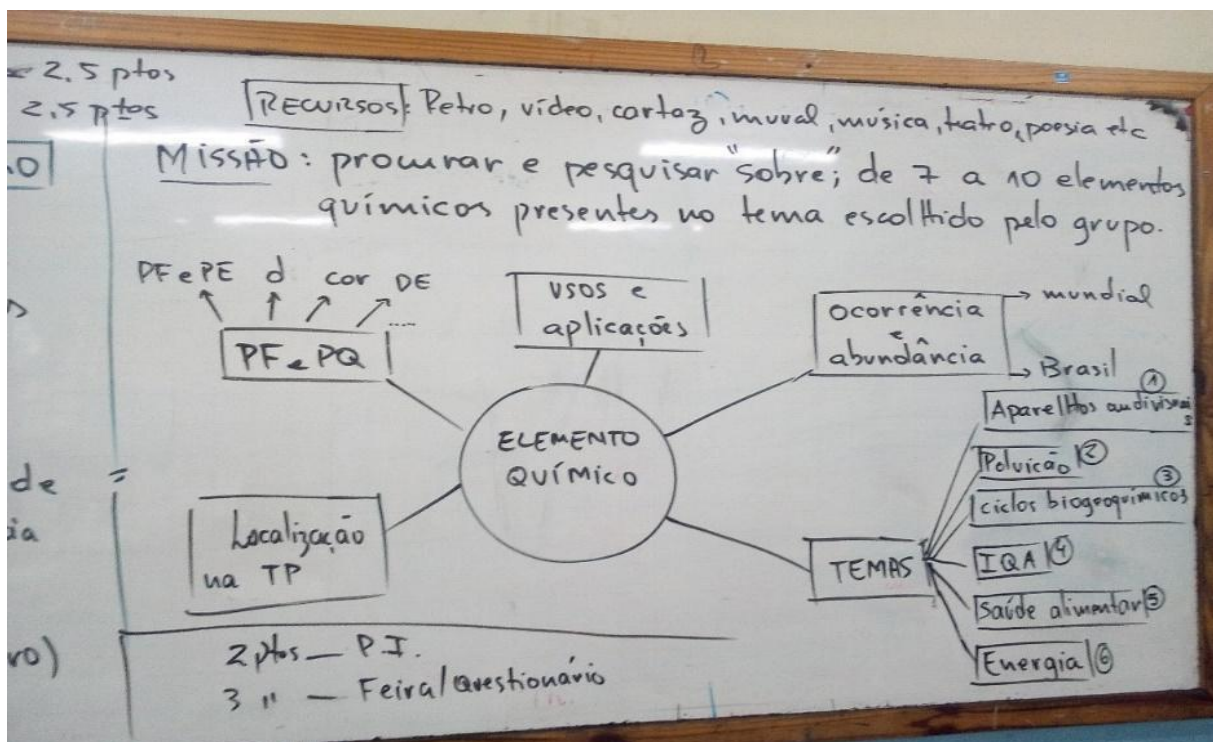 2,5 ptos
2,5 ptos
RECURSOS: Retro, vídeo, cartaz, mural, música, teatro, poesia etc
MISSÃO: procurar e pesquisar "sobre"; de 7 a 10 elementos
químicos presentes no tema escolHido pelo grupo.
PF e PE d cor DE
.....
PF e PQ
USOS e
aplicações
ocorrência
e
abundância
mundial
Brasil
ELEMENTO
QUÍMICO
Localização
na TP
TEMAS
AparelHos audivisuais
1
Poluição 2
ciclos biogeoquímicos
3
IQA 4
Saúde alimentar 5
Energia 6
de =
ia
ro)
2 ptos — P.I.
3 " — Feira/Questionário